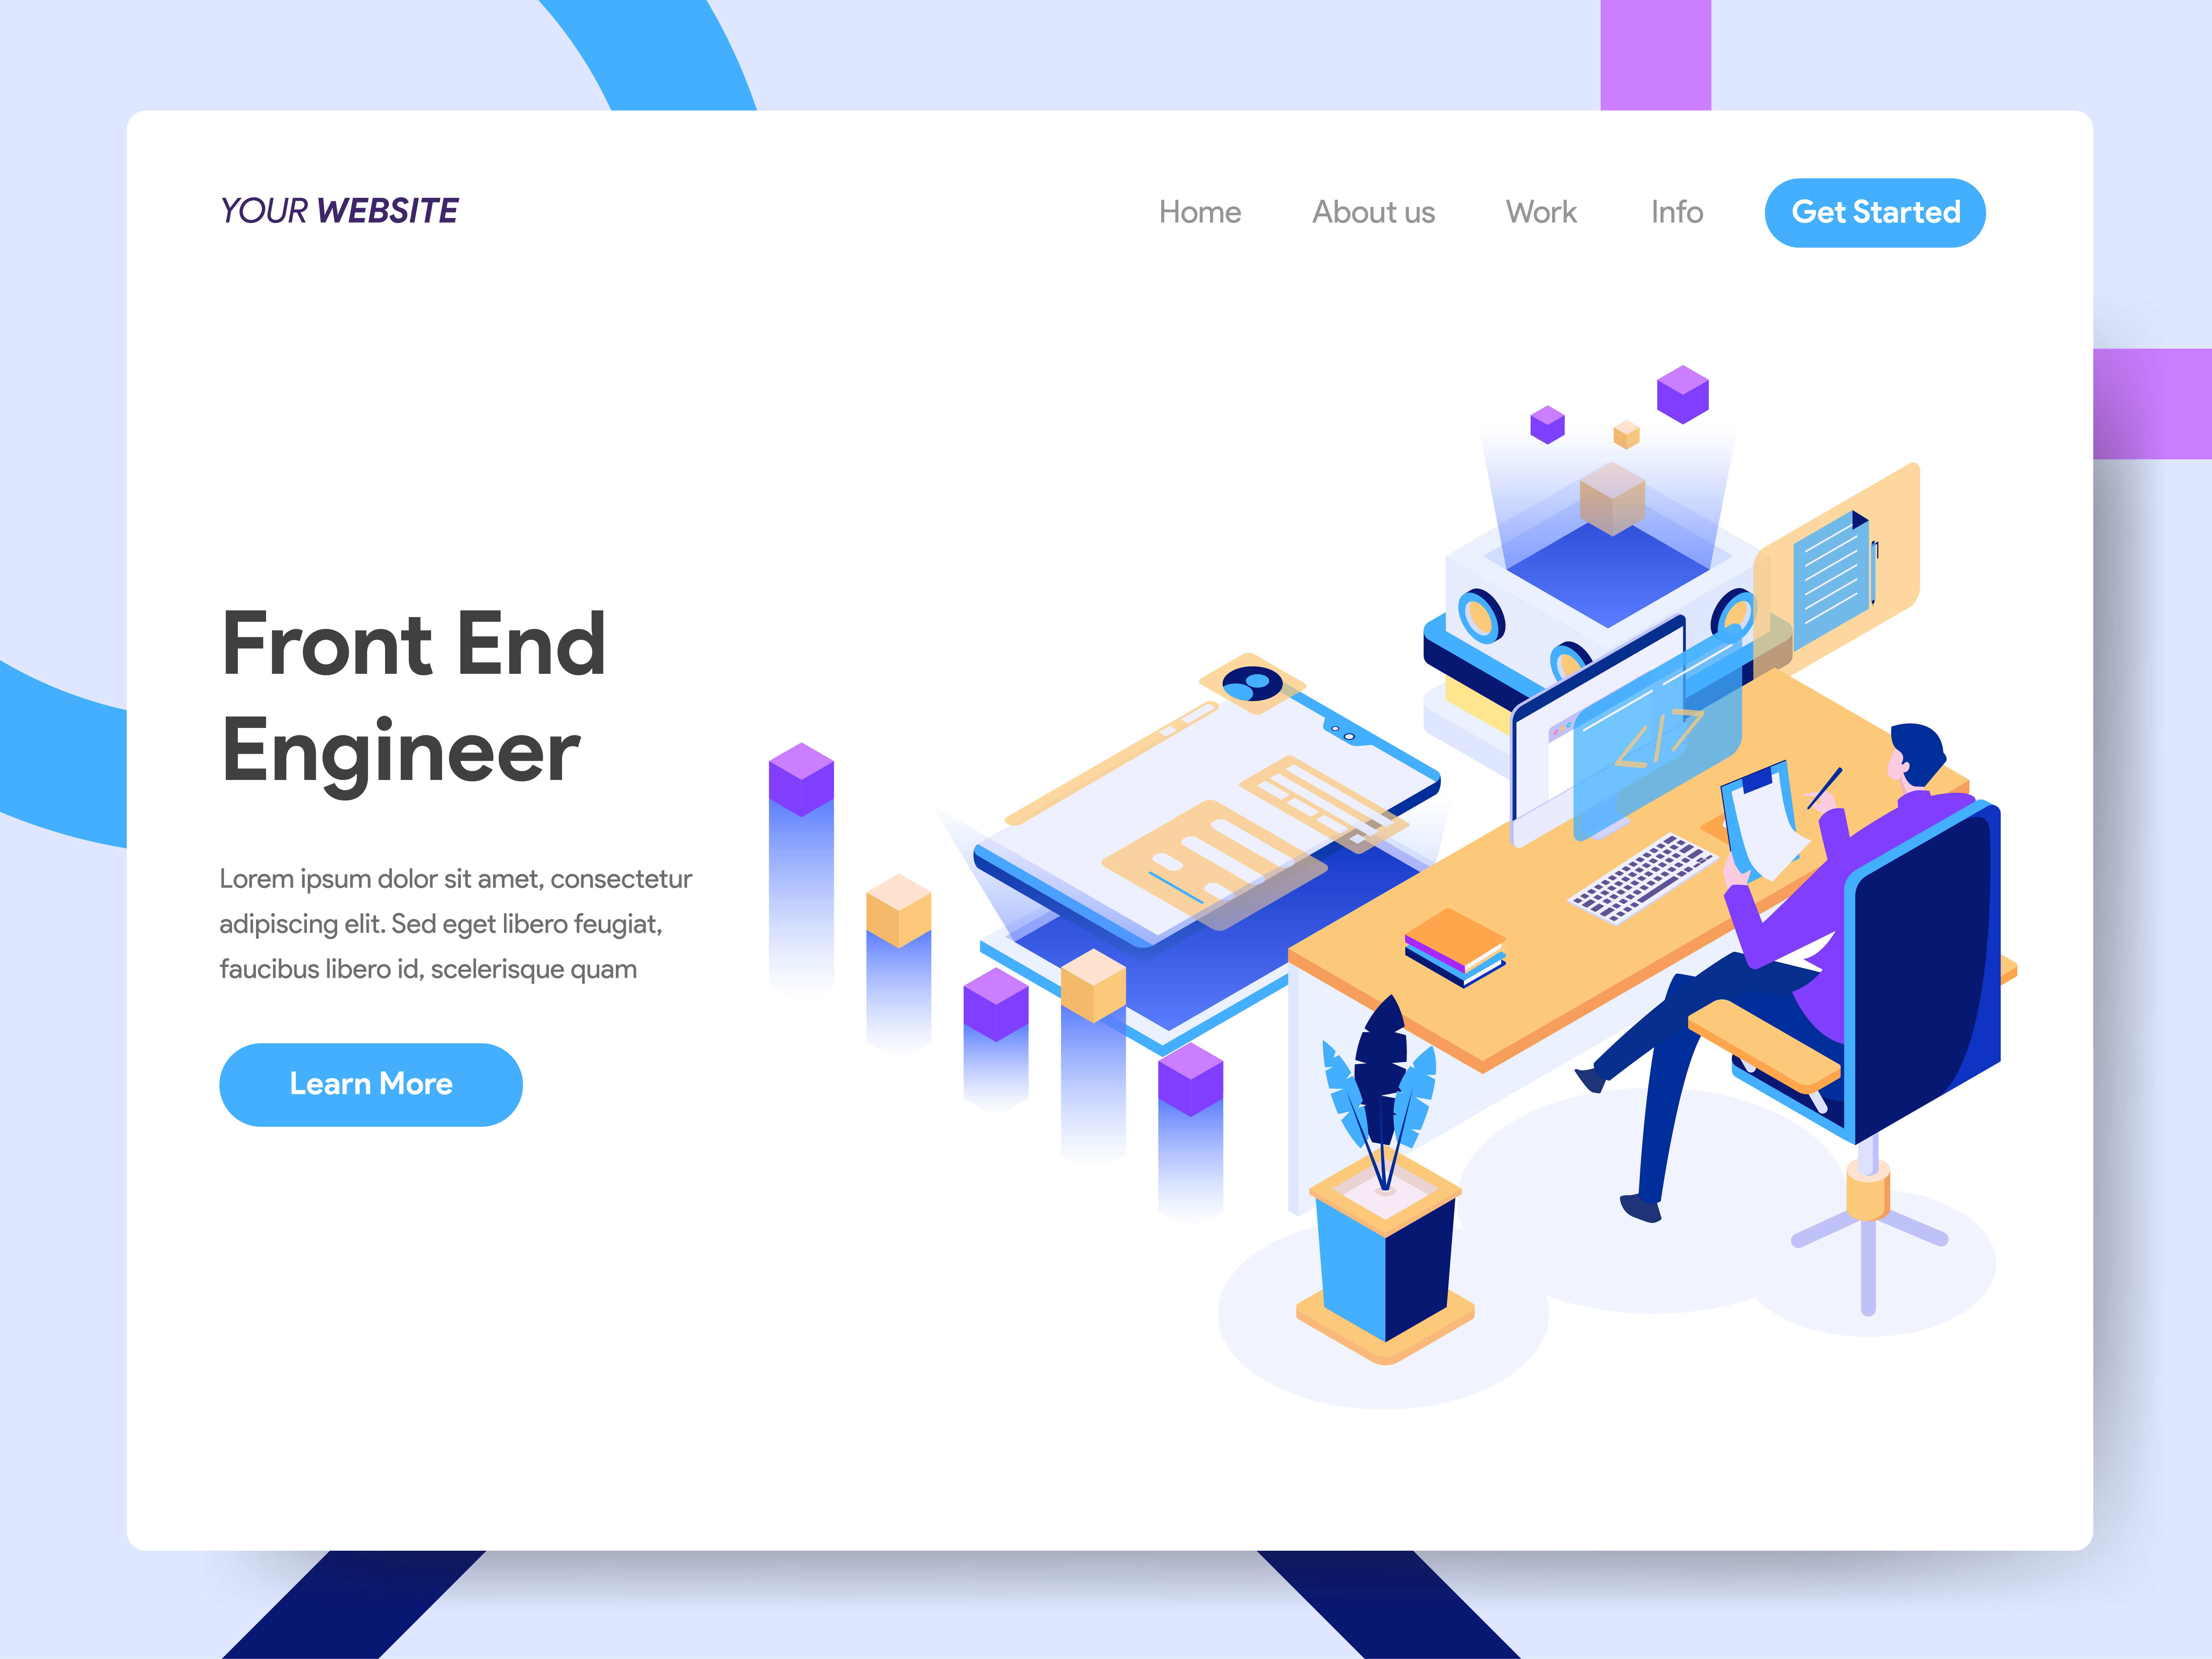 YOUR WEBSITE
Home About us Work Info Get Started
Front End
Engineer
Lorem ipsum dolor sit amet, consectetur
adipiscing elit. Sed eget libero feugiat,
faucibus libero id, scelerisque quam
Learn More
<//>